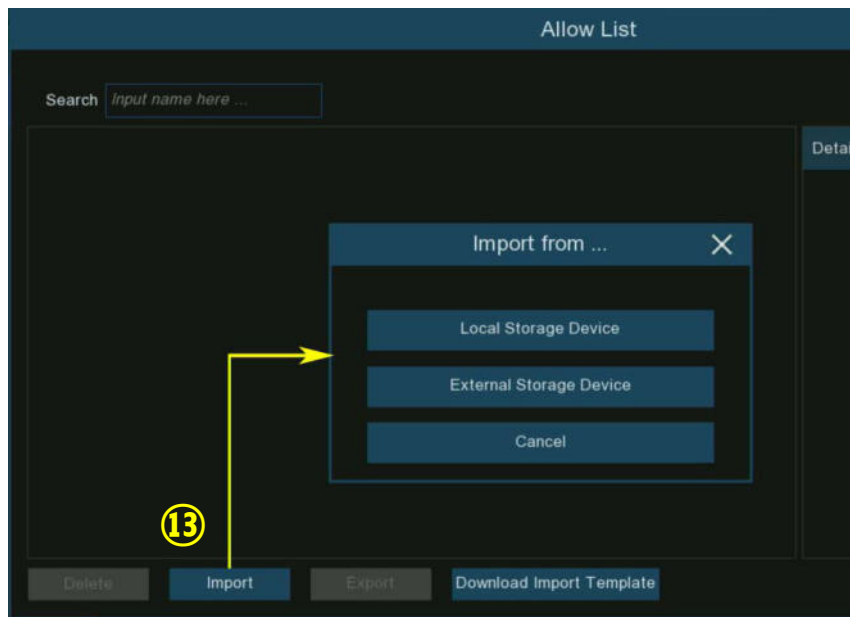 Allow List
Search Input name here ...
Detai
Import from ...
Local Storage Device
External Storage Device
Cancel
⑬
Delete Import Export Download Import Template